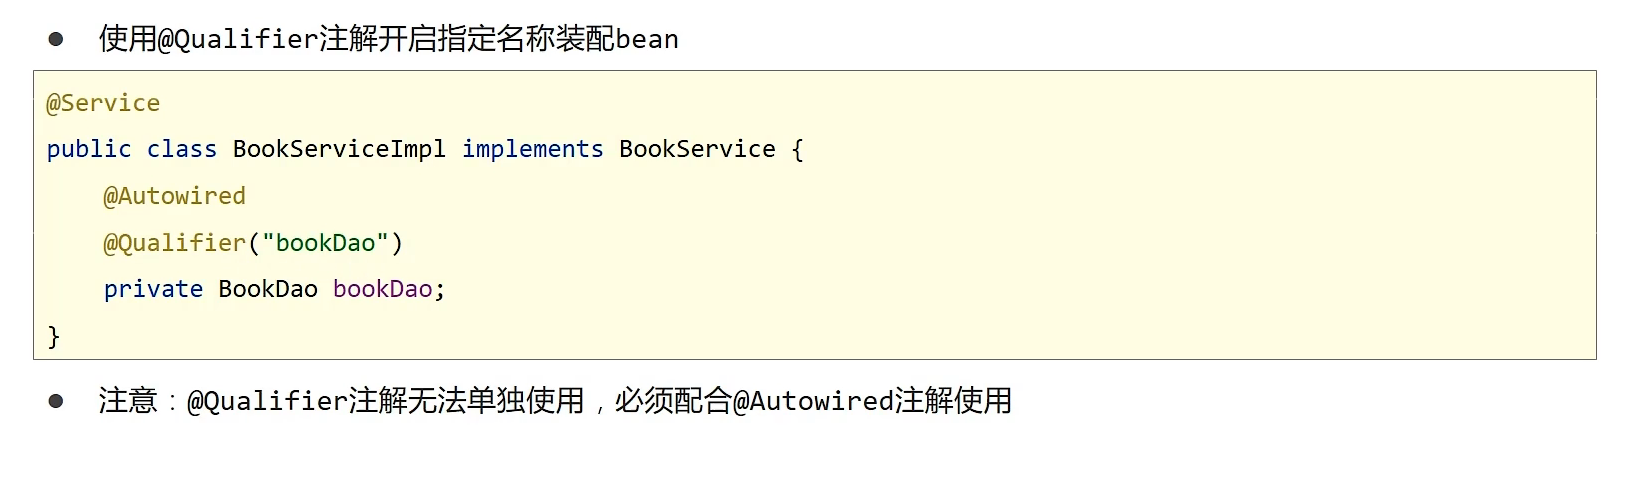 ● 使用@Qualifier注解开启指定名称装配bean
@Service
public class BookServiceImpl implements BookService {
    @Autowired
    @Qualifier("bookDao")
    private BookDao bookDao;
}
● 注意：@Qualifier注解无法单独使用，必须配合@Autowired注解使用